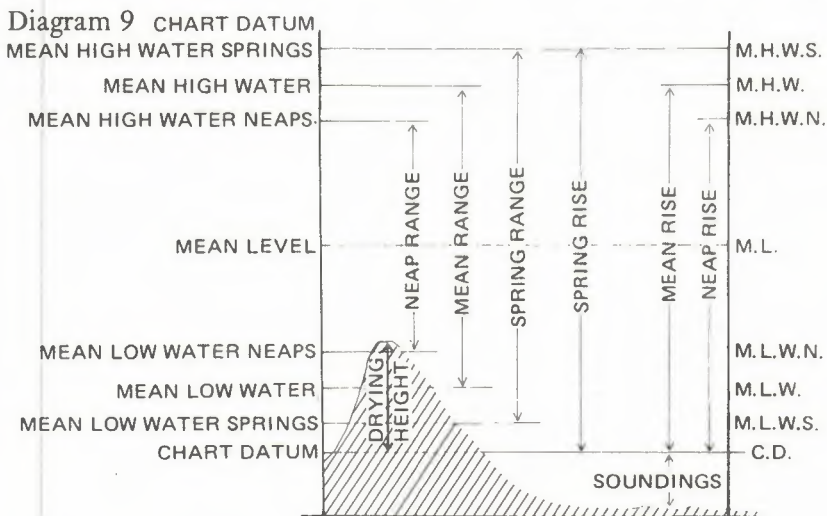 Diagram 9 CHART DATUM
MEAN HIGH WATER SPRINGS
M.H.W.S.
MEAN HIGH WATER
M.H.W.
MEAN HIGH WATER NEAPS
M.H.W.N.
NEAP RANGE
MEAN RANGE
SPRING RANGE
SPRING RISE
MEAN RISE
NEAP RISE
MEAN LEVEL
M.L.
MEAN LOW WATER NEAPS
M.L.W.N.
DRYING
HEIGHT
MEAN LOW WATER
M.L.W.
MEAN LOW WATER SPRINGS
M.L.W.S.
CHART DATUM
C.D.
SOUNDINGS